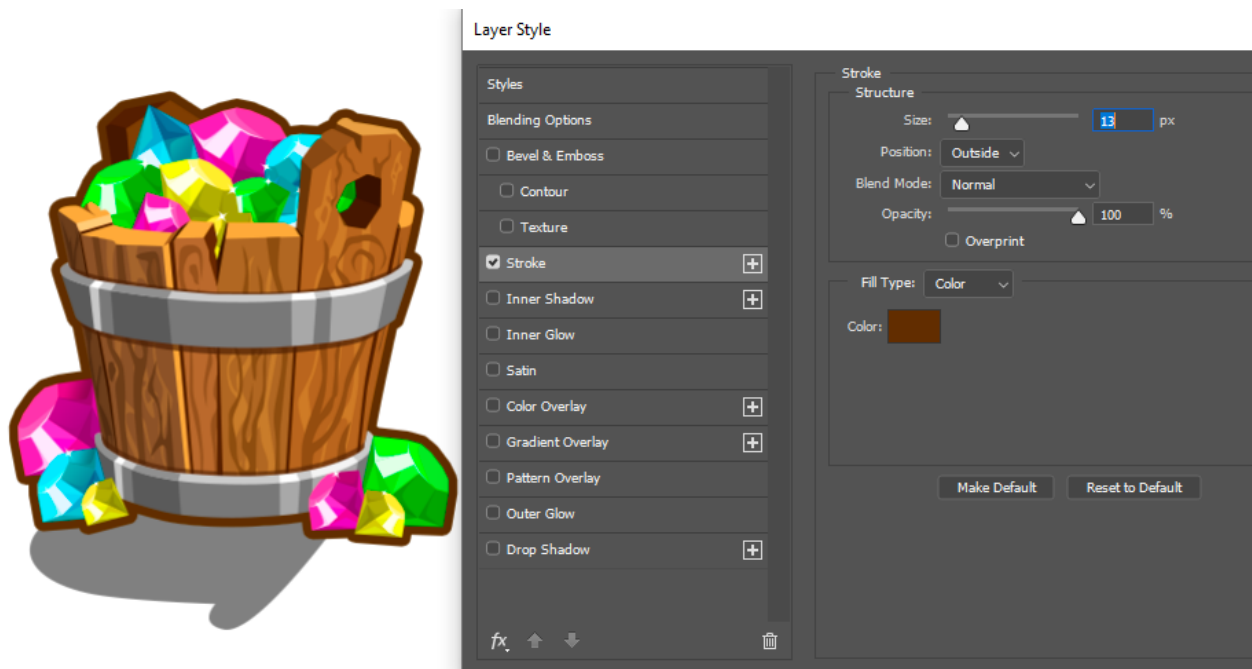 Layer Style
Styles
Blending Options
Bevel & Emboss
Contour
Texture
Stroke
Inner Shadow
Inner Glow
Satin
Color Overlay
Gradient Overlay
Pattern Overlay
Outer Glow
Drop Shadow
fx
Stroke
Structure
Size: 13 px
Position: Outside
Blend Mode: Normal
Opacity: 100 %
Overprint
Fill Type: Color
Color:
Make Default Reset to Default